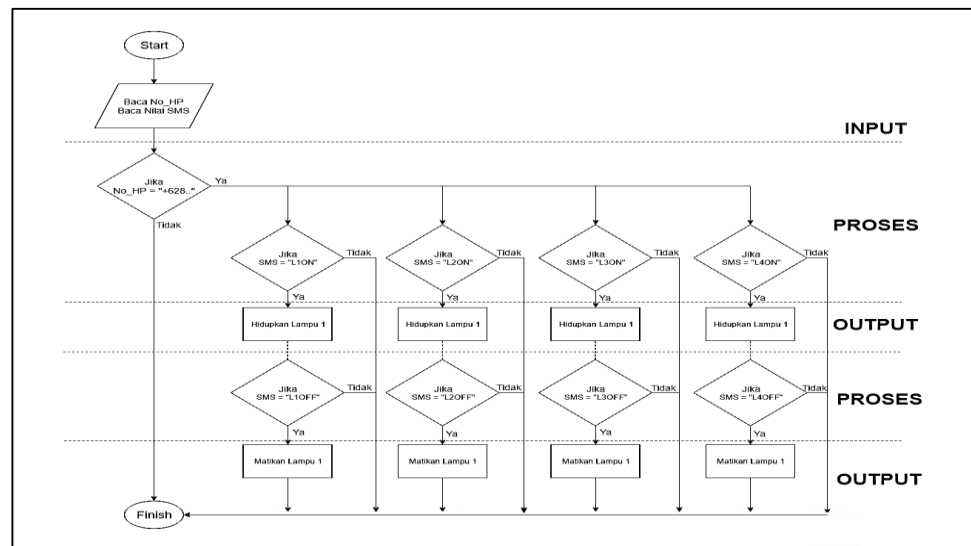 Start
Baca No_HP
Baca Nilai SMS
INPUT
Jika
No_HP = "+628.."
Ya
Tidak
PROSES
Jika
SMS = "L1ON"
Tidak
Ya
Jika
SMS = "L2ON"
Tidak
Ya
Jika
SMS = "L3ON"
Tidak
Ya
Jika
SMS = "L4ON"
Tidak
Ya
Hidupkan Lampu 1
Hidupkan Lampu 1
Hidupkan Lampu 1
Hidupkan Lampu 1
OUTPUT
Jika
SMS = "L1OFF"
Tidak
Ya
Jika
SMS = "L2OFF"
Tidak
Ya
Jika
SMS = "L3OFF"
Tidak
Ya
Jika
SMS = "L4OFF"
Tidak
Ya
PROSES
Matikan Lampu 1
Matikan Lampu 1
Matikan Lampu 1
Matikan Lampu 1
OUTPUT
Finish